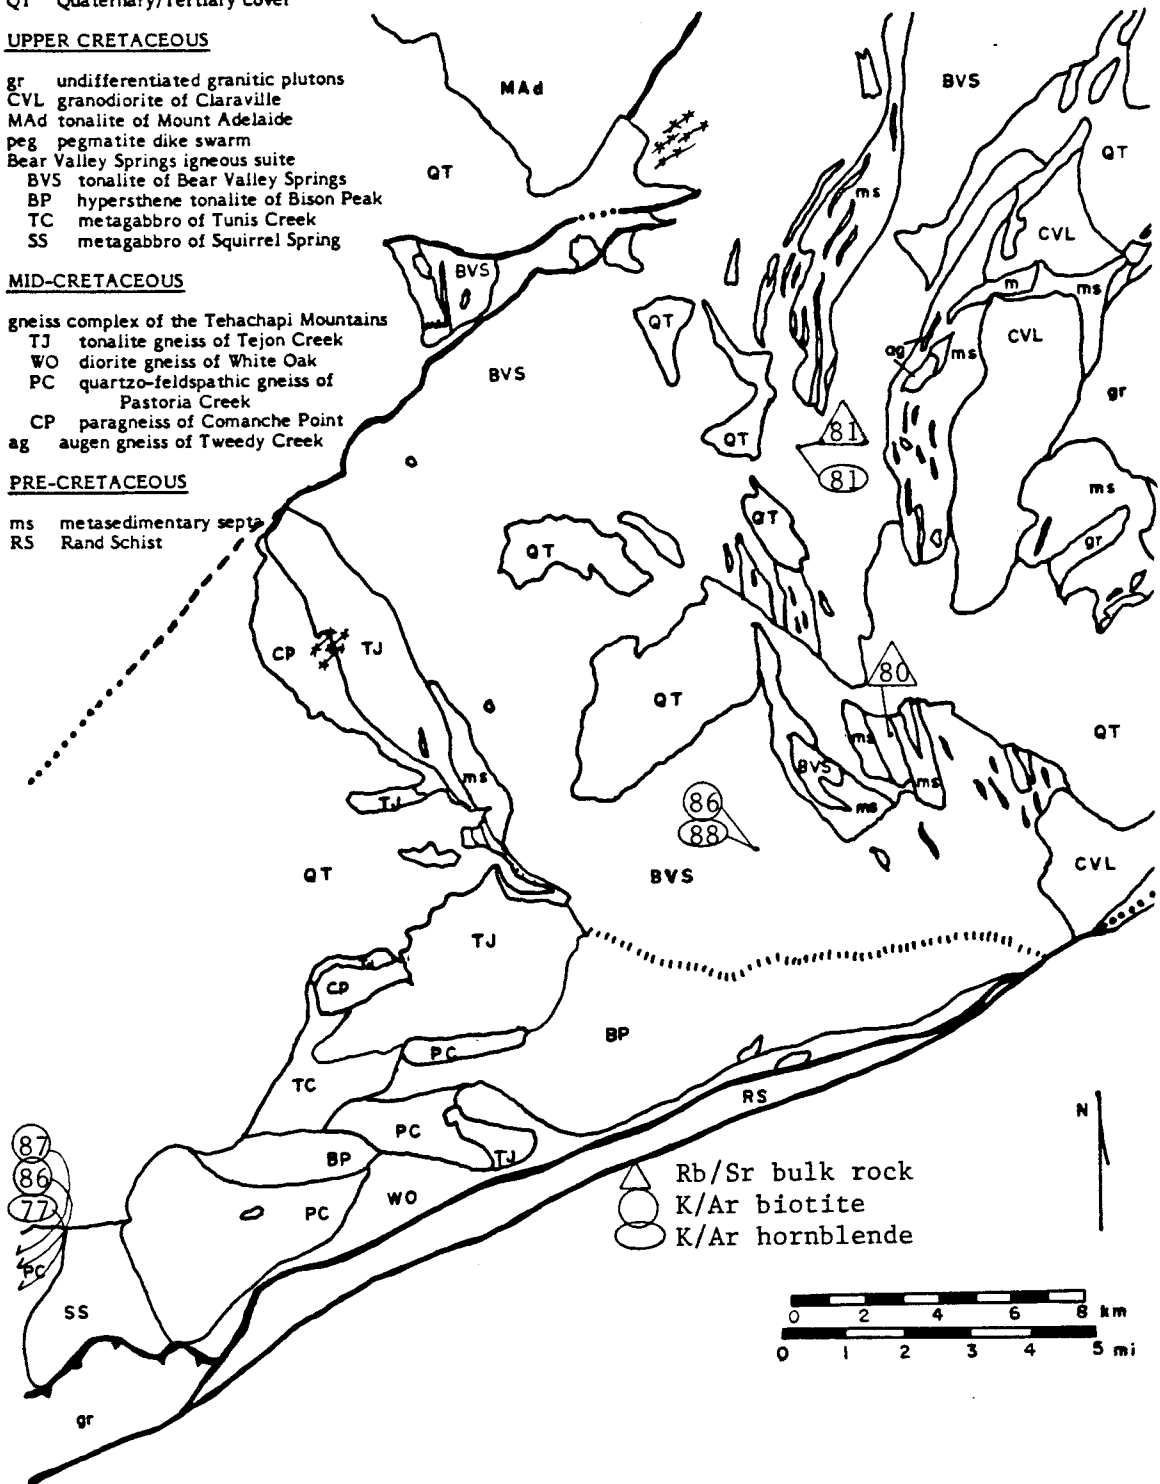 QT Quaternary/Tertiary cover
UPPER CRETACEOUS
gr undifferentiated granitic plutons
CVL granodiorite of Claraville
MAd tonalite of Mount Adelaide
peg pegmatite dike swarm
Bear Valley Springs igneous suite
BVS tonalite of Bear Valley Springs
BP hypersthene tonalite of Bison Peak
TC metagabbro of Tunis Creek
SS metagabbro of Squirrel Spring
MID-CRETACEOUS
gneiss complex of the Tehachapi Mountains
TJ tonalite gneiss of Tejon Creek
WO diorite gneiss of White Oak
PC quartzo-feldspathic gneiss of
Pastoria Creek
CP paragneiss of Comanche Point
ag augen gneiss of Tweedy Creek
PRE-CRETACEOUS
ms metasedimentary septa
RS Rand Schist
MAd
BVS
QT
QT
ms
CVL
BVS
m
ms
QT
CVL
ag
ms
BVS
gr
QT
81
81
ms
QT
QT
gr
CP
TJ
80
QT
QT
ms
BVS
ms
ms
TJ
ms
86
88
QT
BVS
CVL
TJ
CP
BP
PC
TC
RS
N
PC
TJ
BP
87
86
77
WO
PC
PC
SS
gr
Rb/Sr bulk rock
K/Ar biotite
K/Ar hornblende
0 2 4 6 8 km
0 1 2 3 4 5 mi